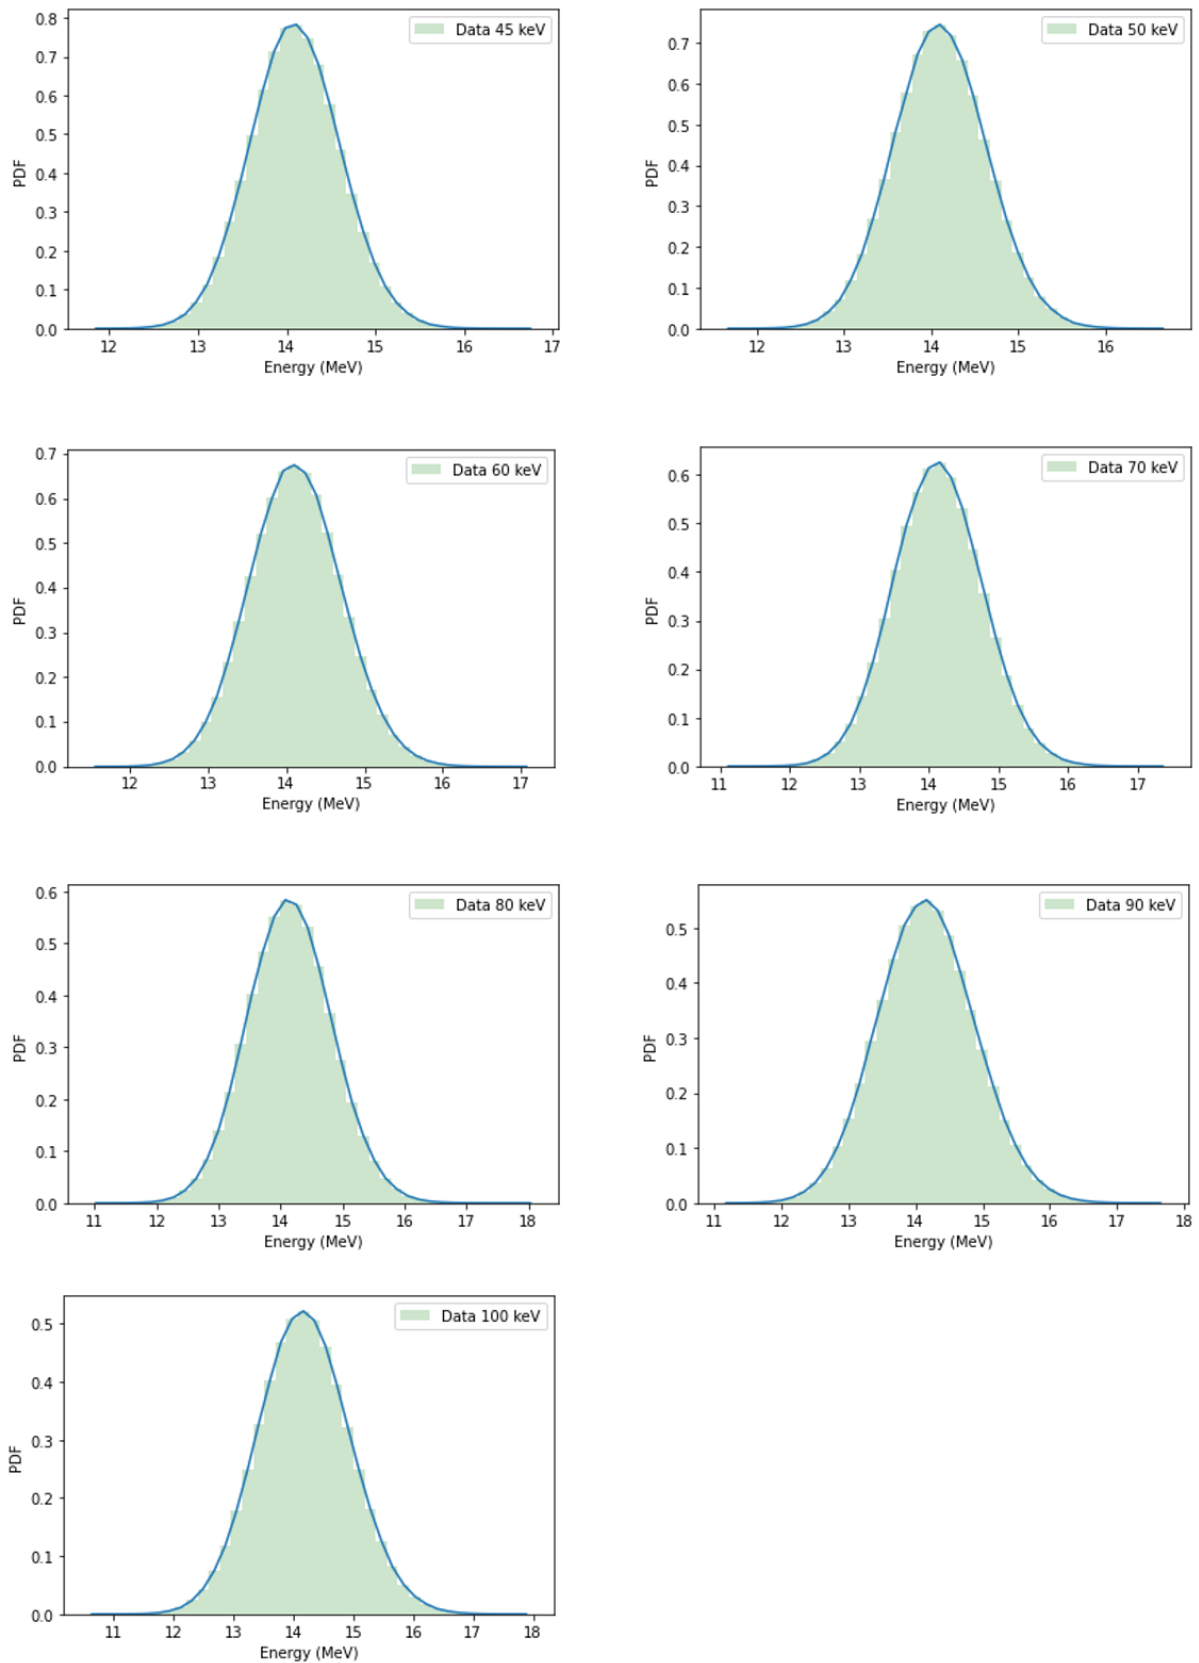 Data 45 keV
0.8
0.7
0.6
0.5
0.4
0.3
0.2
0.1
0.0
PDF
12 13 14 15 16 17
Energy (MeV)
Data 50 keV
0.7
0.6
0.5
0.4
0.3
0.2
0.1
0.0
PDF
12 13 14 15 16
Energy (MeV)
Data 60 keV
0.7
0.6
0.5
0.4
0.3
0.2
0.1
0.0
PDF
12 13 14 15 16 17
Energy (MeV)
Data 70 keV
0.6
0.5
0.4
0.3
0.2
0.1
0.0
PDF
11 12 13 14 15 16 17
Energy (MeV)
Data 80 keV
0.6
0.5
0.4
0.3
0.2
0.1
0.0
PDF
11 12 13 14 15 16 17 18
Energy (MeV)
Data 90 keV
0.5
0.4
0.3
0.2
0.1
0.0
PDF
11 12 13 14 15 16 17 18
Energy (MeV)
Data 100 keV
0.5
0.4
0.3
0.2
0.1
0.0
PDF
11 12 13 14 15 16 17 18
Energy (MeV)